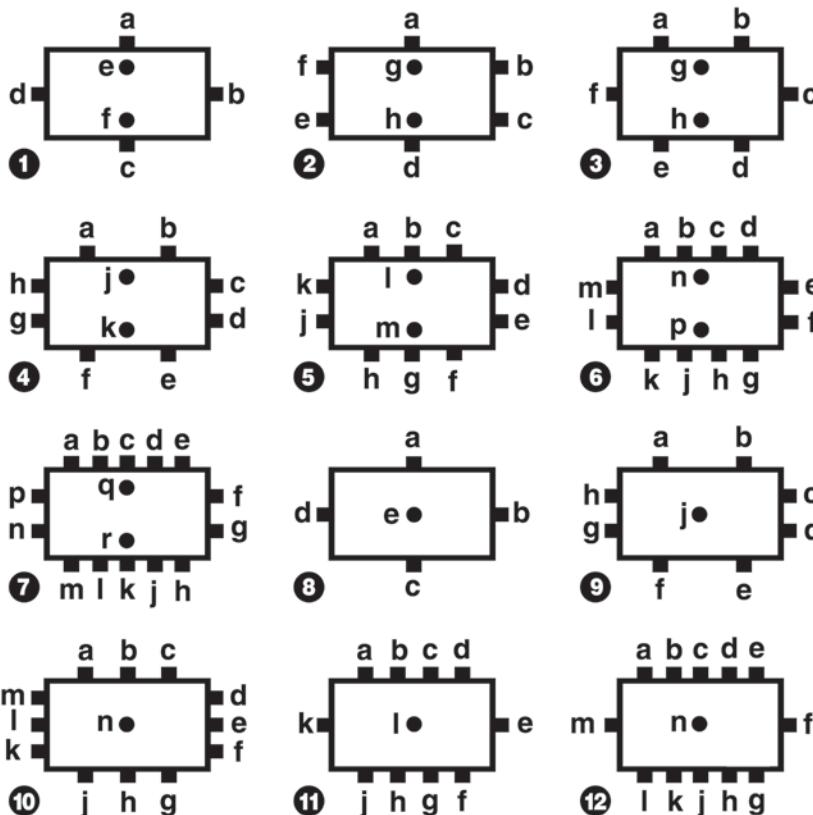 a
e
d b
f
1 c
a
f g b
e h c
2 d
a b
g
f c
h
3 e d
a b
h j c
g k d
4 f e
a b c
k l d
j m e
5 h g f
a b c d
m n e
l p f
6 k j h g
a b c d e
p q f
n r g
7 m l k j h
a
d e b
8 c
a b
h c
j
g d
9 f e
a b c
m d
l n e
k f
10 j h g
a b c d
k l e
11 j h g f
a b c d e
m n f
12 l k j h g